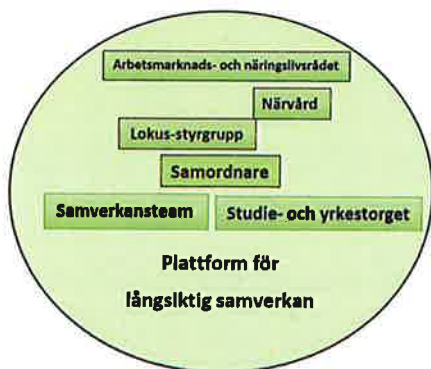 Arbetsmarknads- och näringslivsrådet
Närvård
Lokus-styrgrupp
Samordnare
Samverkansteam
Studie- och yrkestorget
Plattform för
långsiktig samverkan